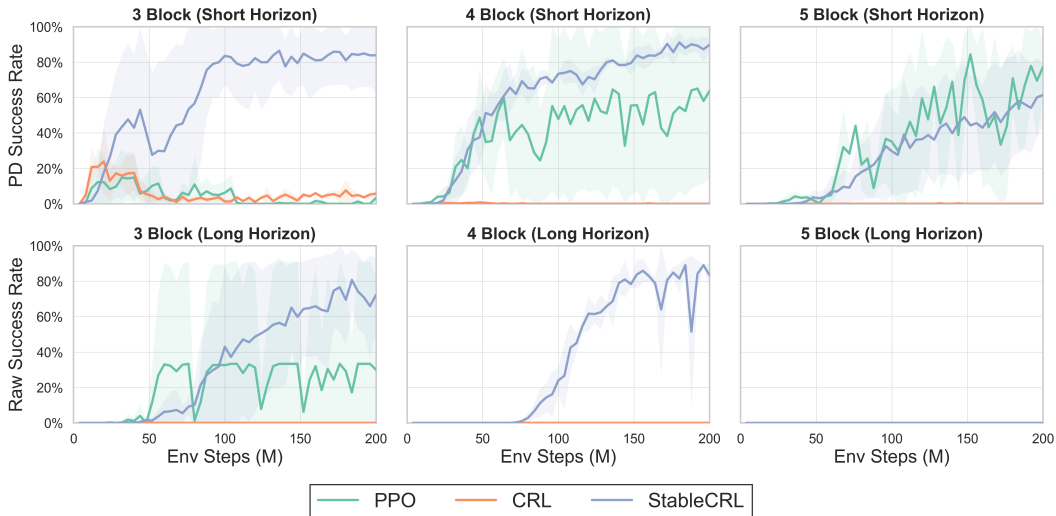 3 Block (Short Horizon)
4 Block (Short Horizon)
5 Block (Short Horizon)
PD Success Rate
100%
80%
60%
40%
20%
0%
3 Block (Long Horizon)
4 Block (Long Horizon)
5 Block (Long Horizon)
Raw Success Rate
100%
80%
60%
40%
20%
0%
0 50 100 150 200
0 50 100 150 200
0 50 100 150 200
Env Steps (M)
Env Steps (M)
Env Steps (M)
PPO CRL StableCRL